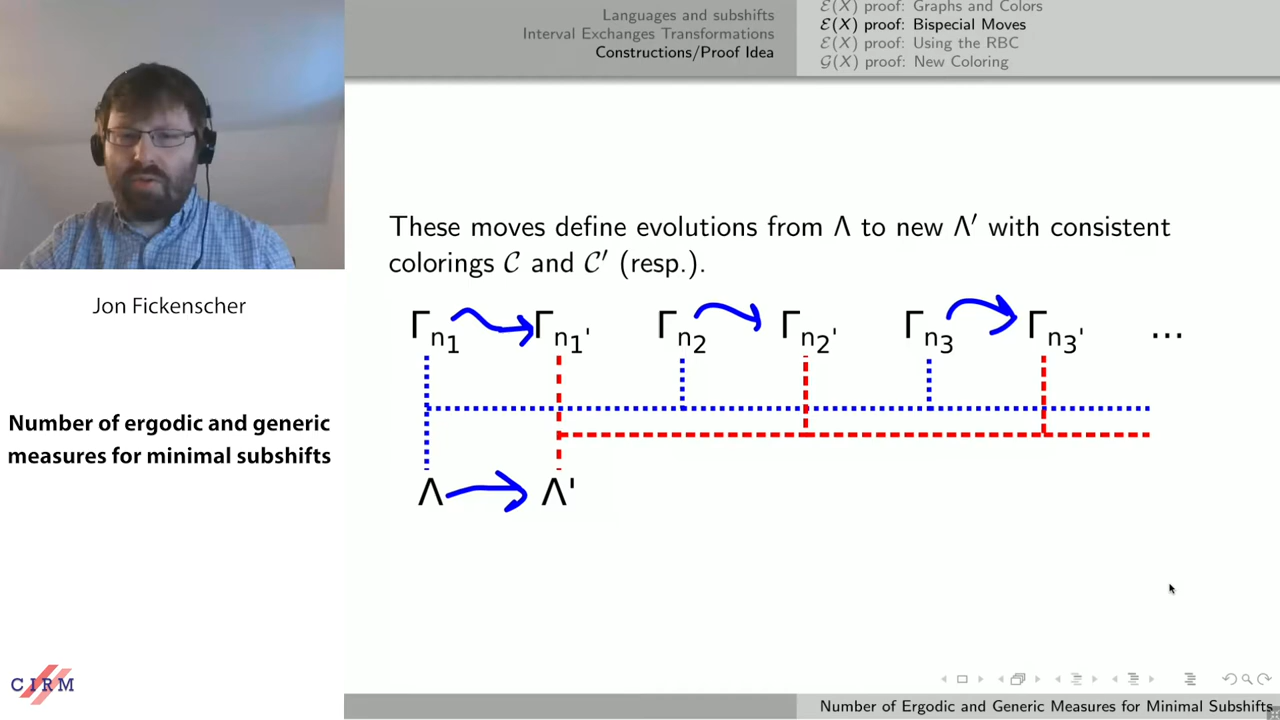 Languages and subshifts
Interval Exchanges Transformations
Constructions/Proof Idea
ℰ(X) proof: Graphs and Colors
ℰ(X) proof: Bispecial Moves
ℰ(X) proof: Using the RBC
𝒢(X) proof: New Coloring
These moves define evolutions from Λ to new Λ′ with consistent
colorings 𝒞 and 𝒞′ (resp.).
Γn₁ Γn₁' Γn₂ Γn₂' Γn₃ Γn₃' ...
Λ Λ'
Jon Fickenscher
Number of ergodic and generic
measures for minimal subshifts
CIRM
Number of Ergodic and Generic Measures for Minimal Subshifts